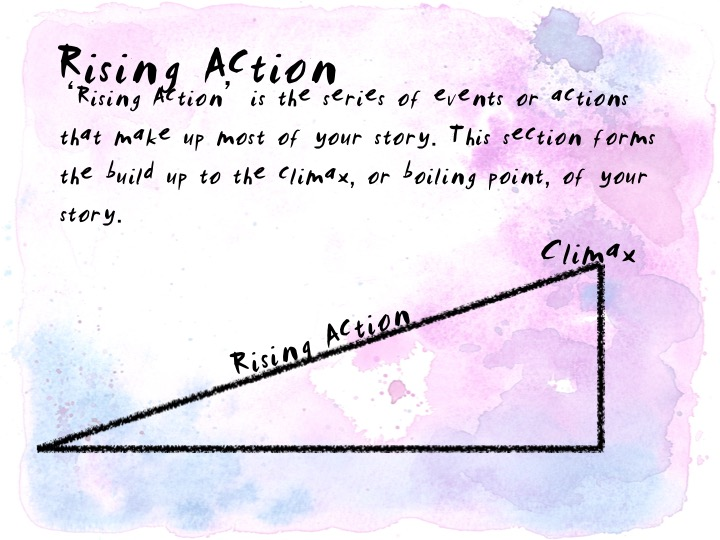 Rising Action
'Rising Action' is the series of events or actions
that make up most of your story. This section forms
the build up to the climax, or boiling point, of your
story.
Climax
Rising Action